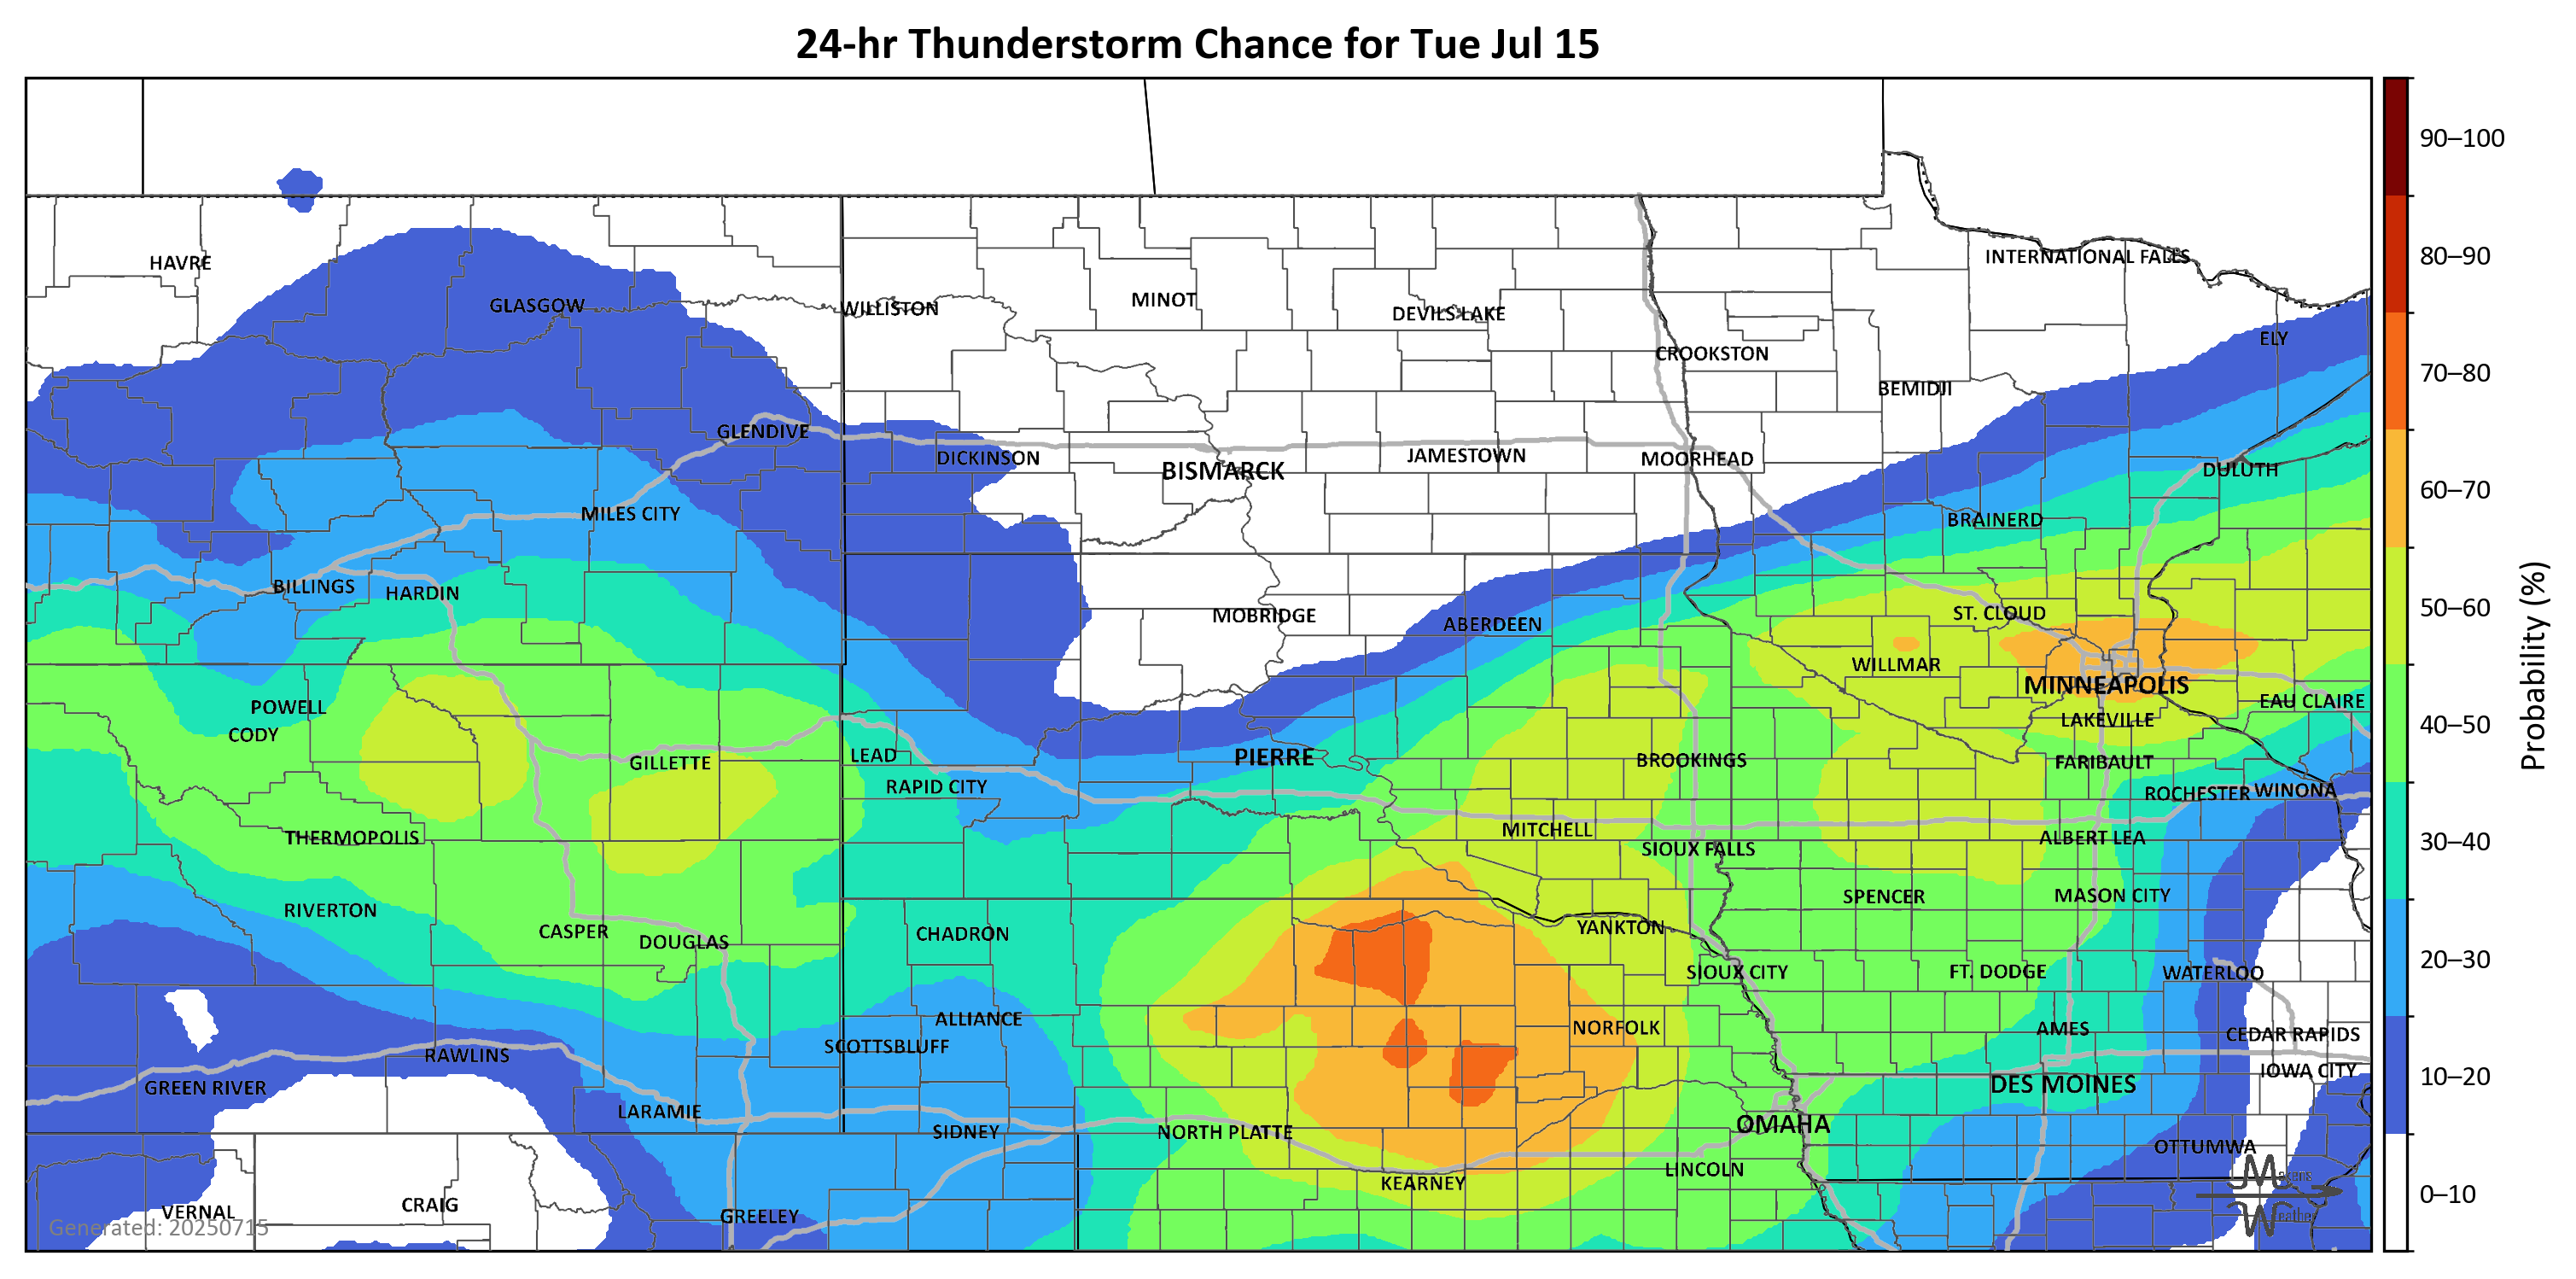 24-hr Thunderstorm Chance for Tue Jul 15
90–100
80–90
70–80
60–70
50–60
40–50
30–40
20–30
10–20
0–10
Probability (%)
HAVRE
INTERNATIONAL FALLS
GLASGOW
WILLISTON
MINOT
DEVILS LAKE
ELY
CROOKSTON
BEMIDJI
GLENDIVE
DICKINSON
BISMARCK
JAMESTOWN
MOORHEAD
DULUTH
MILES CITY
BRAINERD
BILLINGS
HARDIN
MOBRIDGE
ABERDEEN
ST. CLOUD
WILLMAR
MINNEAPOLIS
POWELL
EAU CLAIRE
CODY
LAKEVILLE
GILLETTE
LEAD
PIERRE
BROOKINGS
FARIBAULT
RAPID CITY
ROCHESTER
WINONA
THERMOPOLIS
MITCHELL
SIOUX FALLS
ALBERT LEA
RIVERTON
SPENCER
MASON CITY
CASPER
DOUGLAS
CHADRON
YANKTON
SIOUX CITY
FT. DODGE
WATERLOO
ALLIANCE
NORFOLK
AMES
CEDAR RAPIDS
RAWLINS
SCOTTSBLUFF
GREEN RIVER
DES MOINES
IOWA CITY
LARAMIE
SIDNEY
NORTH PLATTE
OMAHA
OTTUMWA
LINCOLN
KEARNEY
VERNAL
CRAIG
GREELEY
Generated: 20250715
Makens
Weather